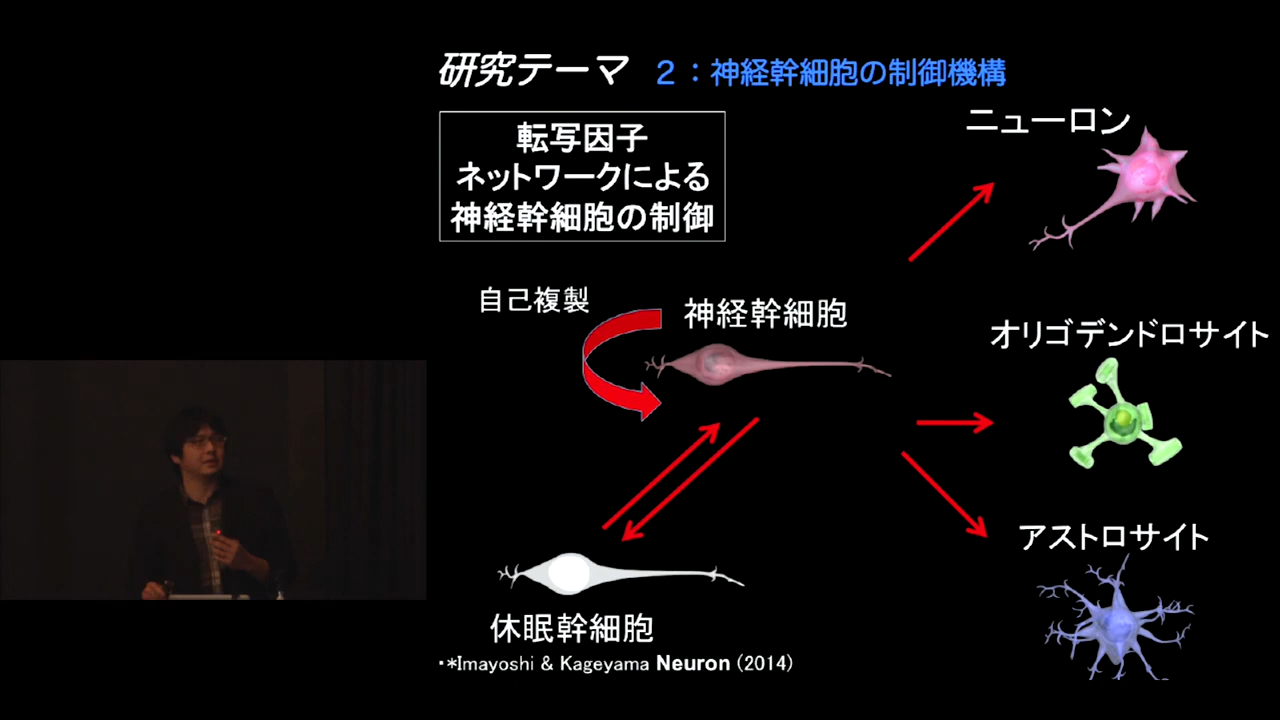 研究テーマ 2：神経幹細胞の制御機構
転写因子
ネットワークによる
神経幹細胞の制御
ニューロン
自己複製
神経幹細胞
オリゴデンドロサイト
アストロサイト
休眠幹細胞
・*Imayoshi & Kageyama Neuron (2014)